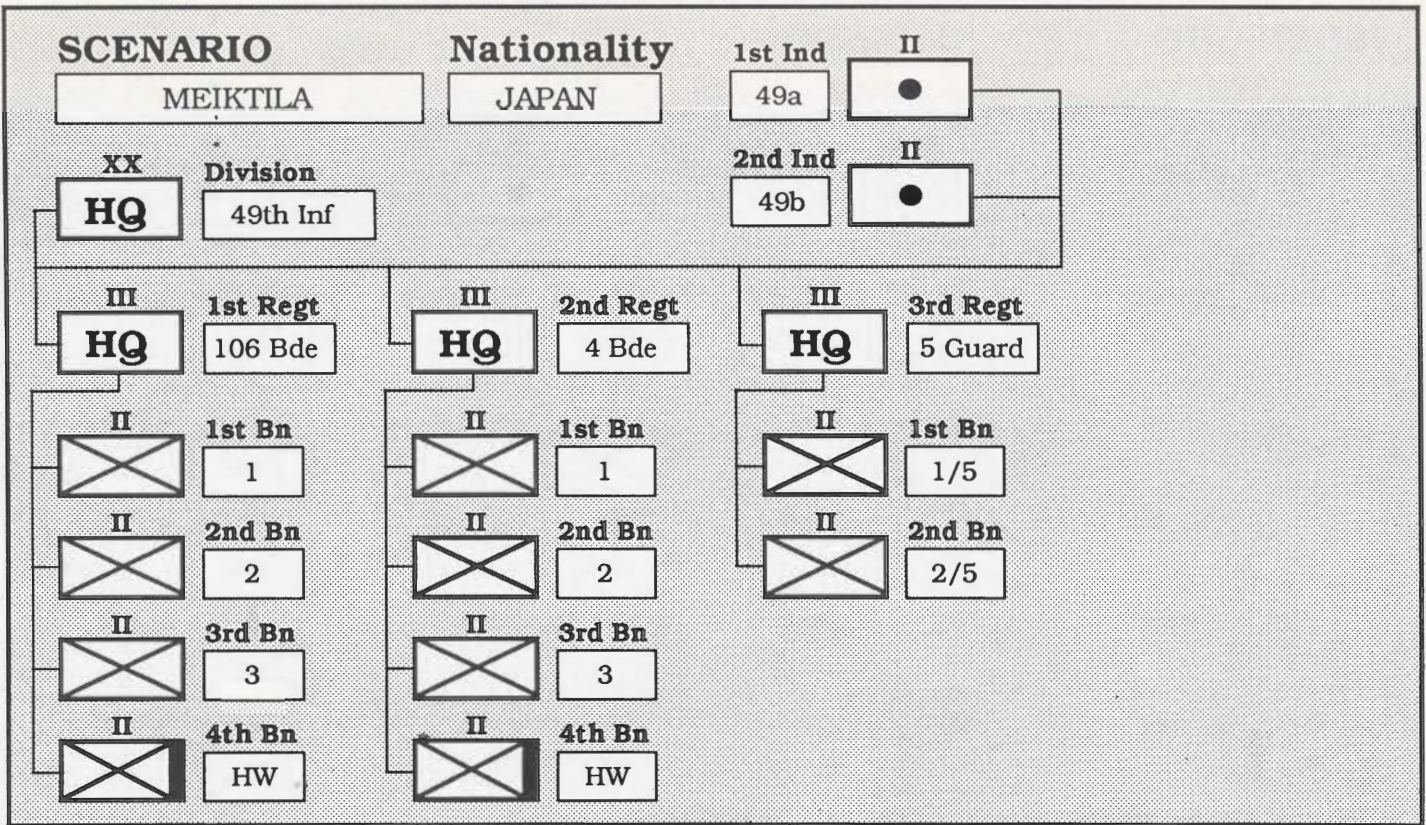 SCENARIO Nationality 1st Ind II
MEIKTILA JAPAN 49a
XX Division 2nd Ind II
HQ 49th Inf 49b
III 1st Regt III 2nd Regt III 3rd Regt
HQ 106 Bde HQ 4 Bde HQ 5 Guard
II 1st Bn II 1st Bn II 1st Bn
1 1 1/5
II 2nd Bn II 2nd Bn II 2nd Bn
2 2 2/5
II 3rd Bn II 3rd Bn
3 3
II 4th Bn II 4th Bn
HW HW